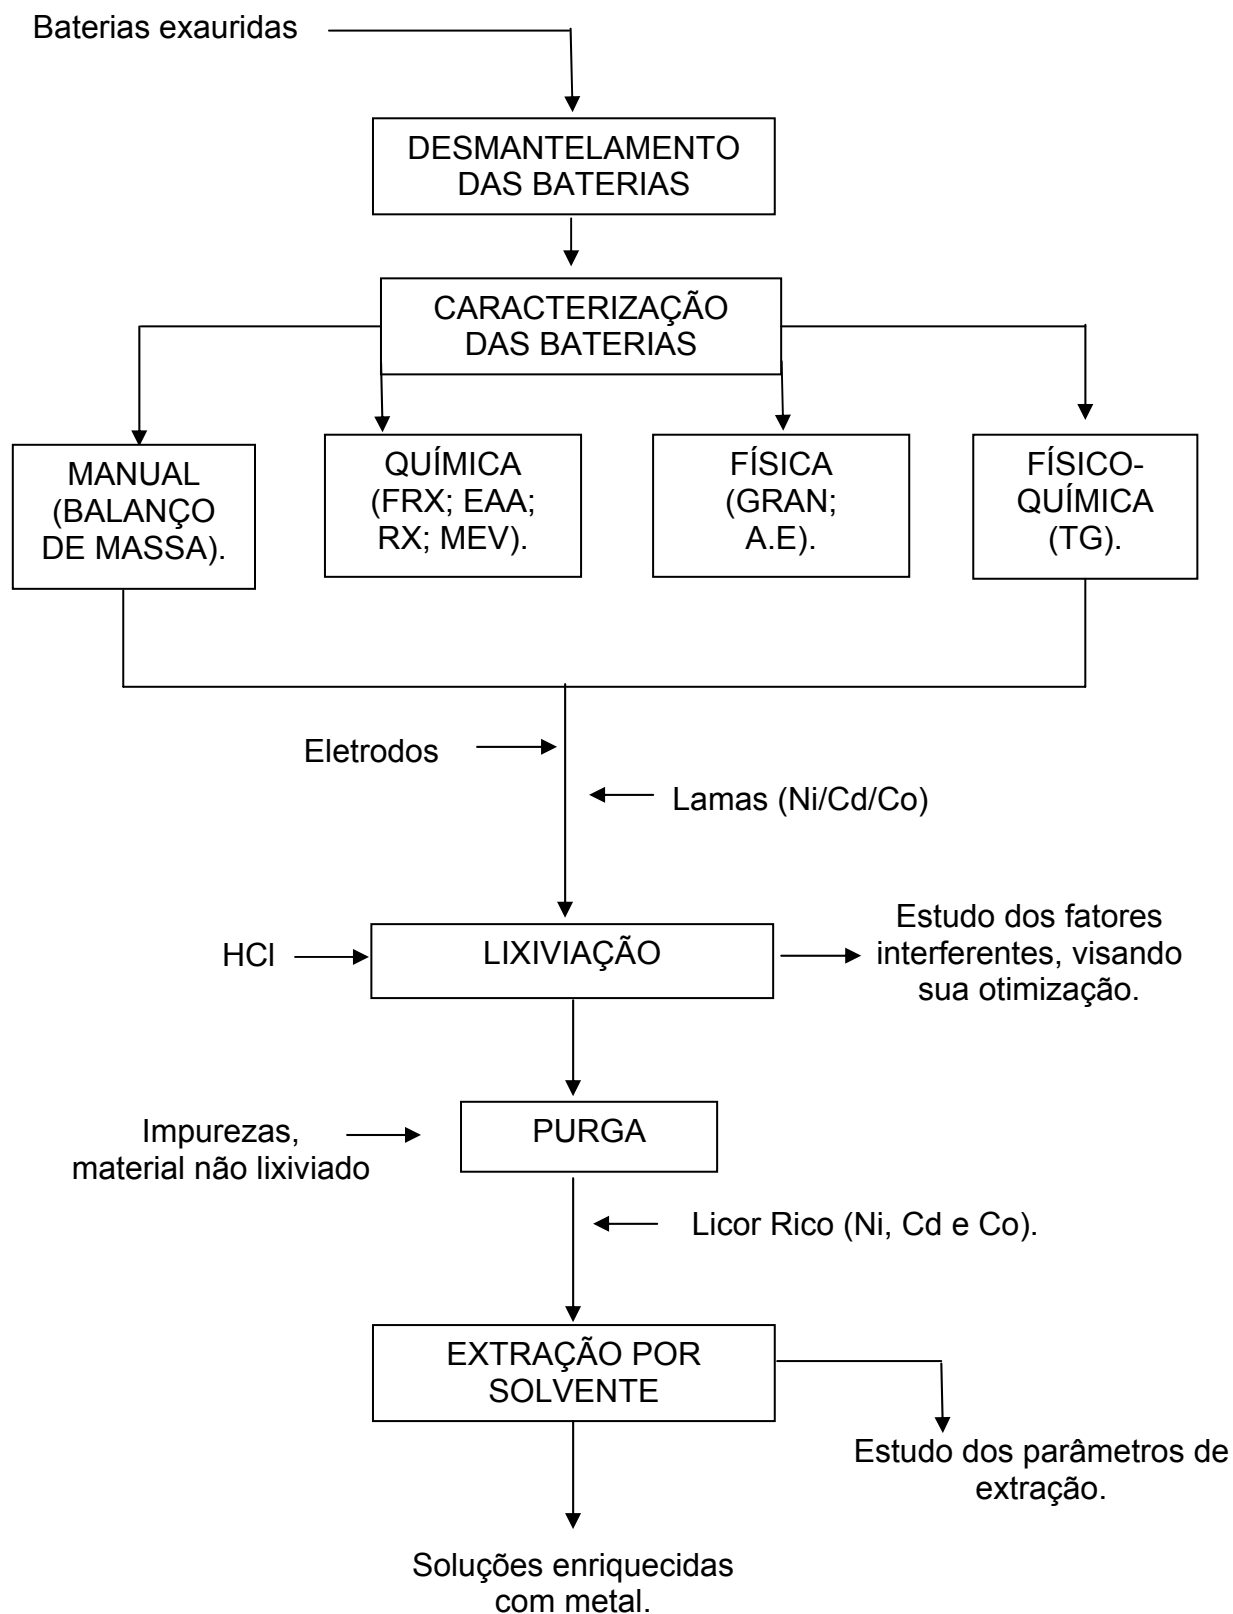 Baterias exauridas
DESMANTELAMENTO
DAS BATERIAS
CARACTERIZAÇÃO
DAS BATERIAS
MANUAL
(BALANÇO
DE MASSA).
QUÍMICA
(FRX; EAA;
RX; MEV).
FÍSICA
(GRAN;
A.E).
FÍSICO-
QUÍMICA
(TG).
Eletrodos
Lamas (Ni/Cd/Co)
HCl
LIXIVIAÇÃO
Estudo dos fatores
interferentes, visando
sua otimização.
Impurezas,
material não lixiviado
PURGA
Licor Rico (Ni, Cd e Co).
EXTRAÇÃO POR
SOLVENTE
Estudo dos parâmetros de
extração.
Soluções enriquecidas
com metal.